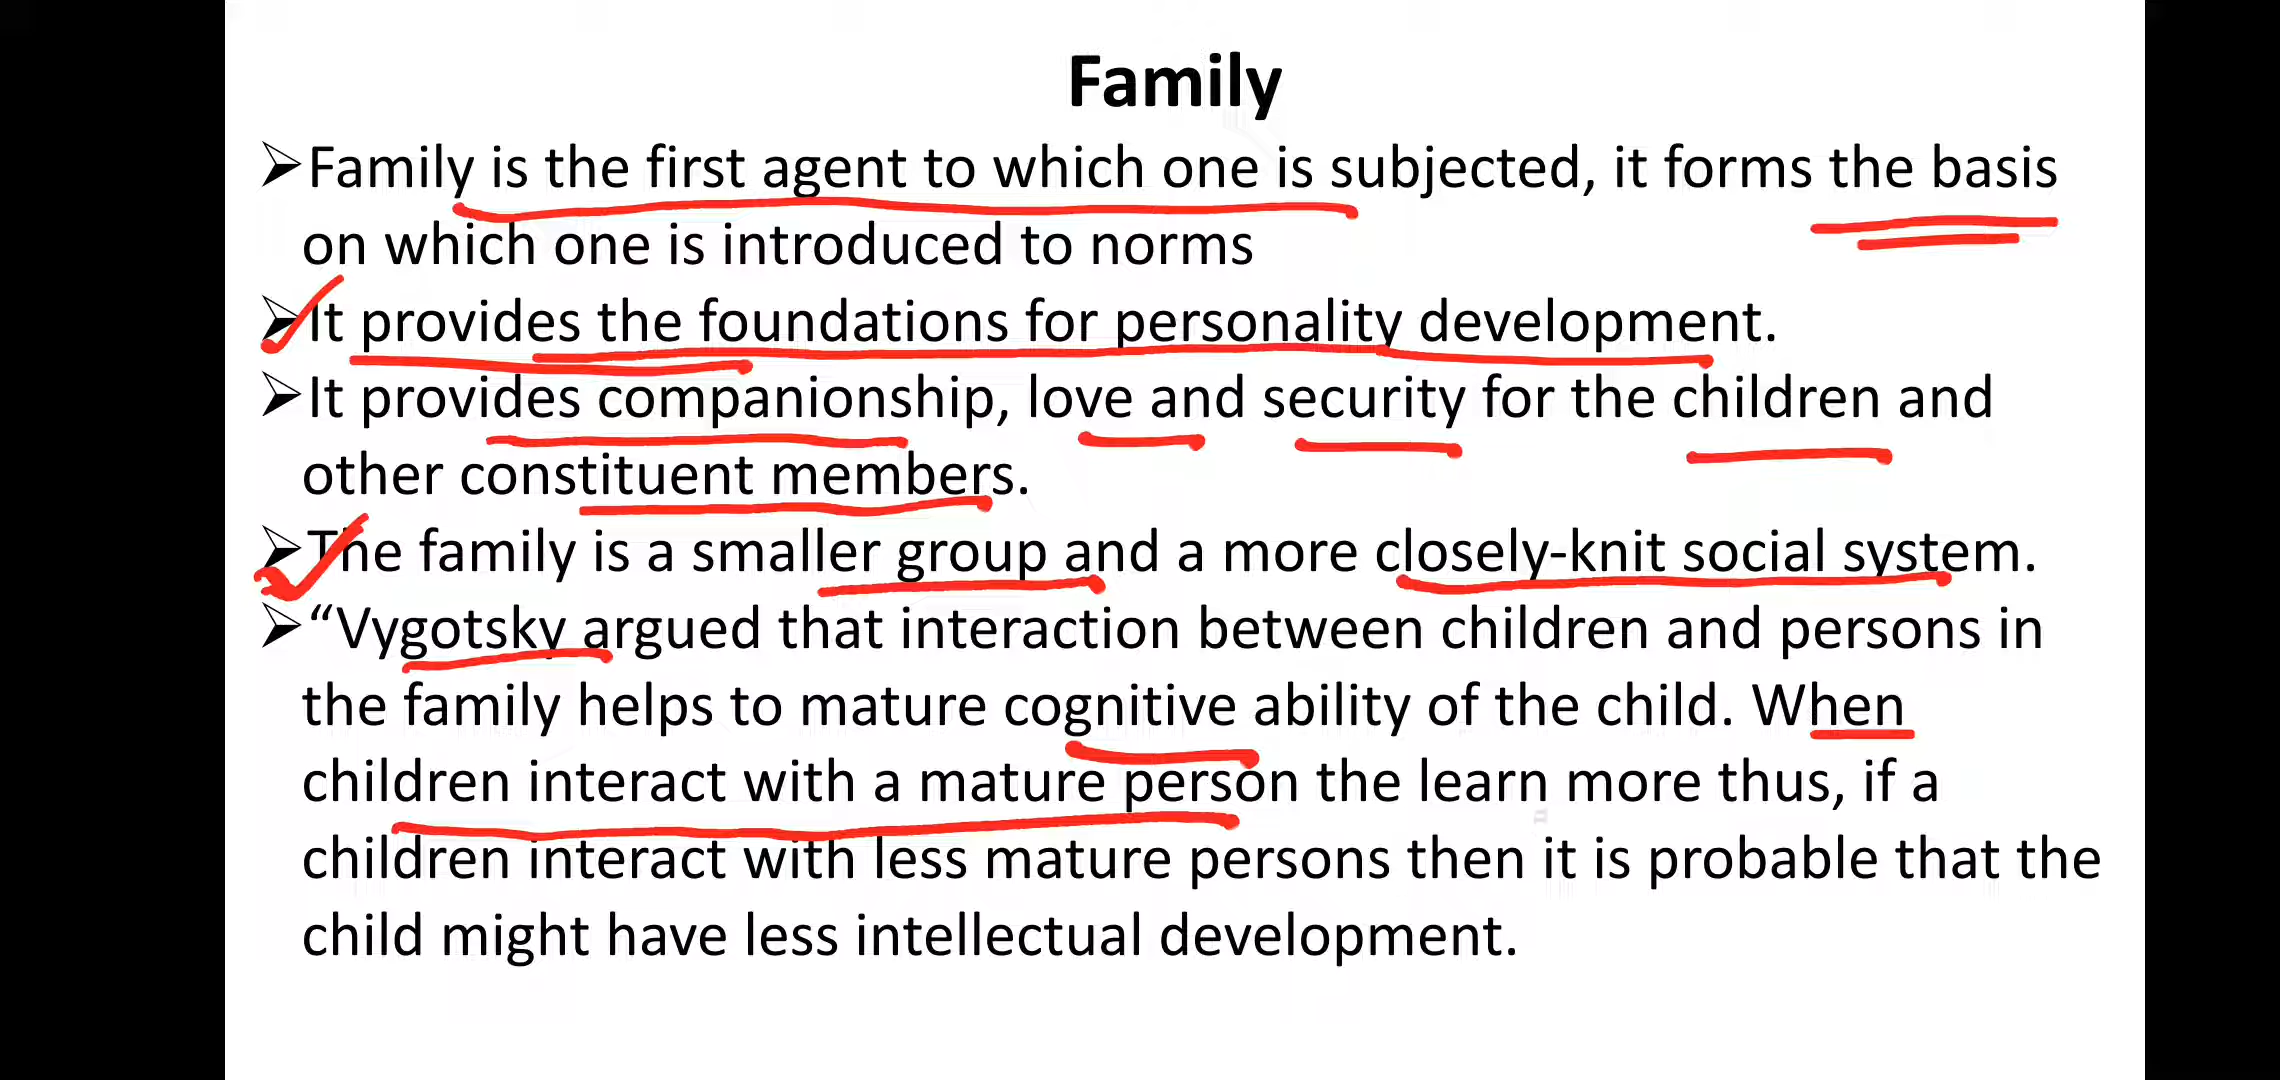 Family
➢Family is the first agent to which one is subjected, it forms the basis
on which one is introduced to norms
➢It provides the foundations for personality development.
➢It provides companionship, love and security for the children and
other constituent members.
➢The family is a smaller group and a more closely-knit social system.
➢“Vygotsky argued that interaction between children and persons in
the family helps to mature cognitive ability of the child. When
children interact with a mature person the learn more thus, if a
children interact with less mature persons then it is probable that the
child might have less intellectual development.